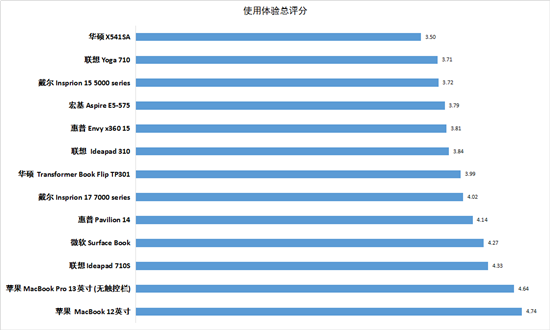 使用体验总评分
华硕 X541SA 3.50
联想 Yoga 710 3.71
戴尔 Insprion 15 5000 series 3.72
宏基 Aspire E5-575 3.79
惠普 Envy x360 15 3.81
联想 Ideapad 310 3.84
华硕 Transformer Book Flip TP301 3.99
戴尔 Insprion 17 7000 series 4.02
惠普 Pavilion 14 4.14
微软 Surface Book 4.27
联想 Ideapad 710S 4.33
苹果 MacBook Pro 13英寸 (无触控栏) 4.64
苹果 MacBook 12英寸 4.74